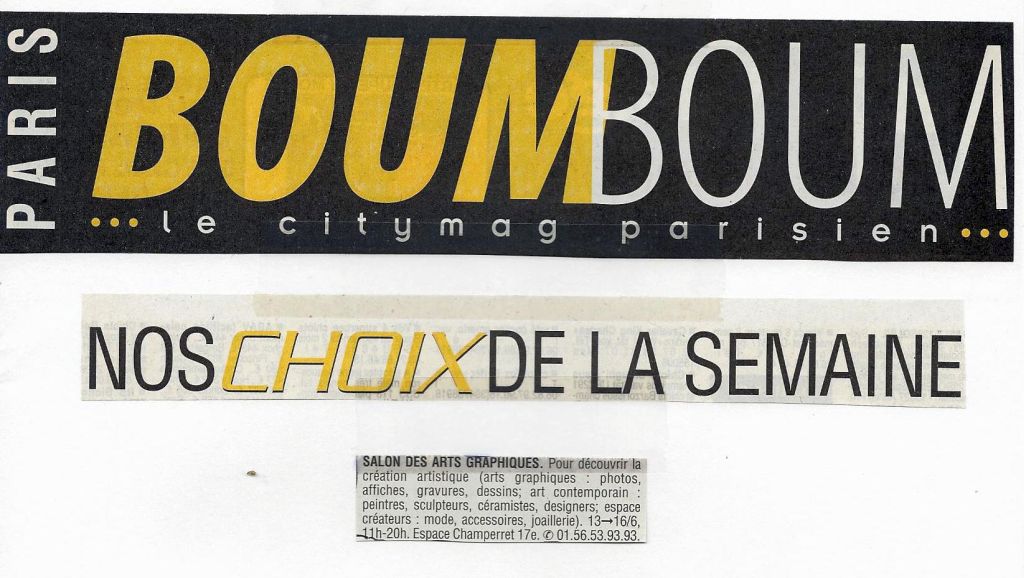 PARIS
BOUMBOUM
...le citymag parisien...
NOS CHOIX DE LA SEMAINE
SALON DES ARTS GRAPHIQUES. Pour découvrir la
création artistique (arts graphiques : photos,
affiches, gravures, dessins; art contemporain :
peintres, sculpteurs, céramistes, designers; espace
créateurs : mode, accessoires, joaillerie). 13→16/6,
11h-20h. Espace Champerret 17e. ✆ 01.56.53.93.93.